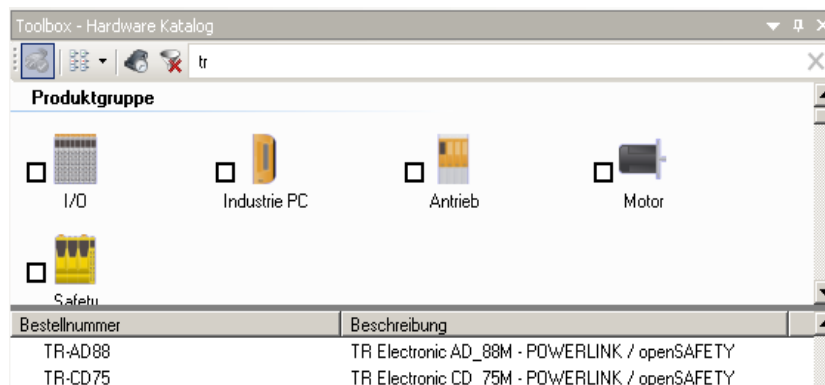 Toolbox - Hardware Katalog
tr
Produktgruppe
I/O
Industrie PC
Antrieb
Motor
Safety
Bestellnummer Beschreibung
TR-AD88 TR Electronic AD_88M - POWERLINK / openSAFETY
TR-CD75 TR Electronic CD_75M - POWERLINK / openSAFETY